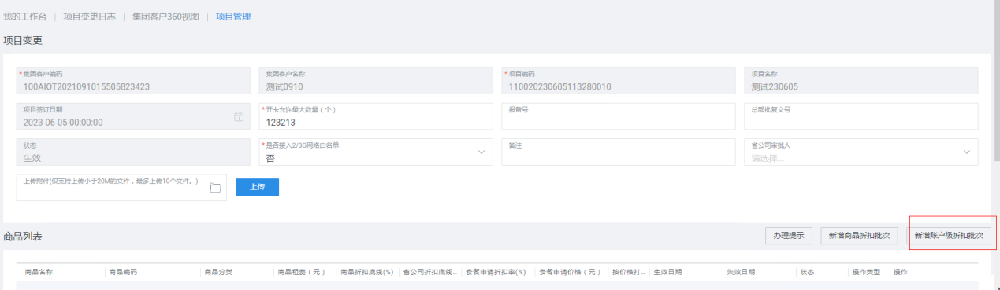 我的工作台 | 项目变更日志 | 集团客户360视图 | 项目管理
项目变更
*集团客户编码 集团客户名称 *项目编码 项目名称
100AIOT2021091015505823423 测试0910 110020230605113280010 测试230605
项目签订日期 *开卡允许最大数量（个） 报备号 总部批复文号
2023-06-05 00:00:00 123213
状态 *是否接入2/3G网络白名单 备注 省公司审批人
生效 否 请选择...
上传附件(仅支持上传小于20M的文件，最多上传10个文件。) 上传
商品列表 办理提示 新增商品折扣批次 新增账户级折扣批次
商品名称 商品编码 商品分类 商品租费（元） 商品折扣底线(%) 省公司折扣底线... 套餐申请折扣率(%) 套餐申请价格（元） 按价格打... 生效日期 失效日期 状态 操作类型 操作